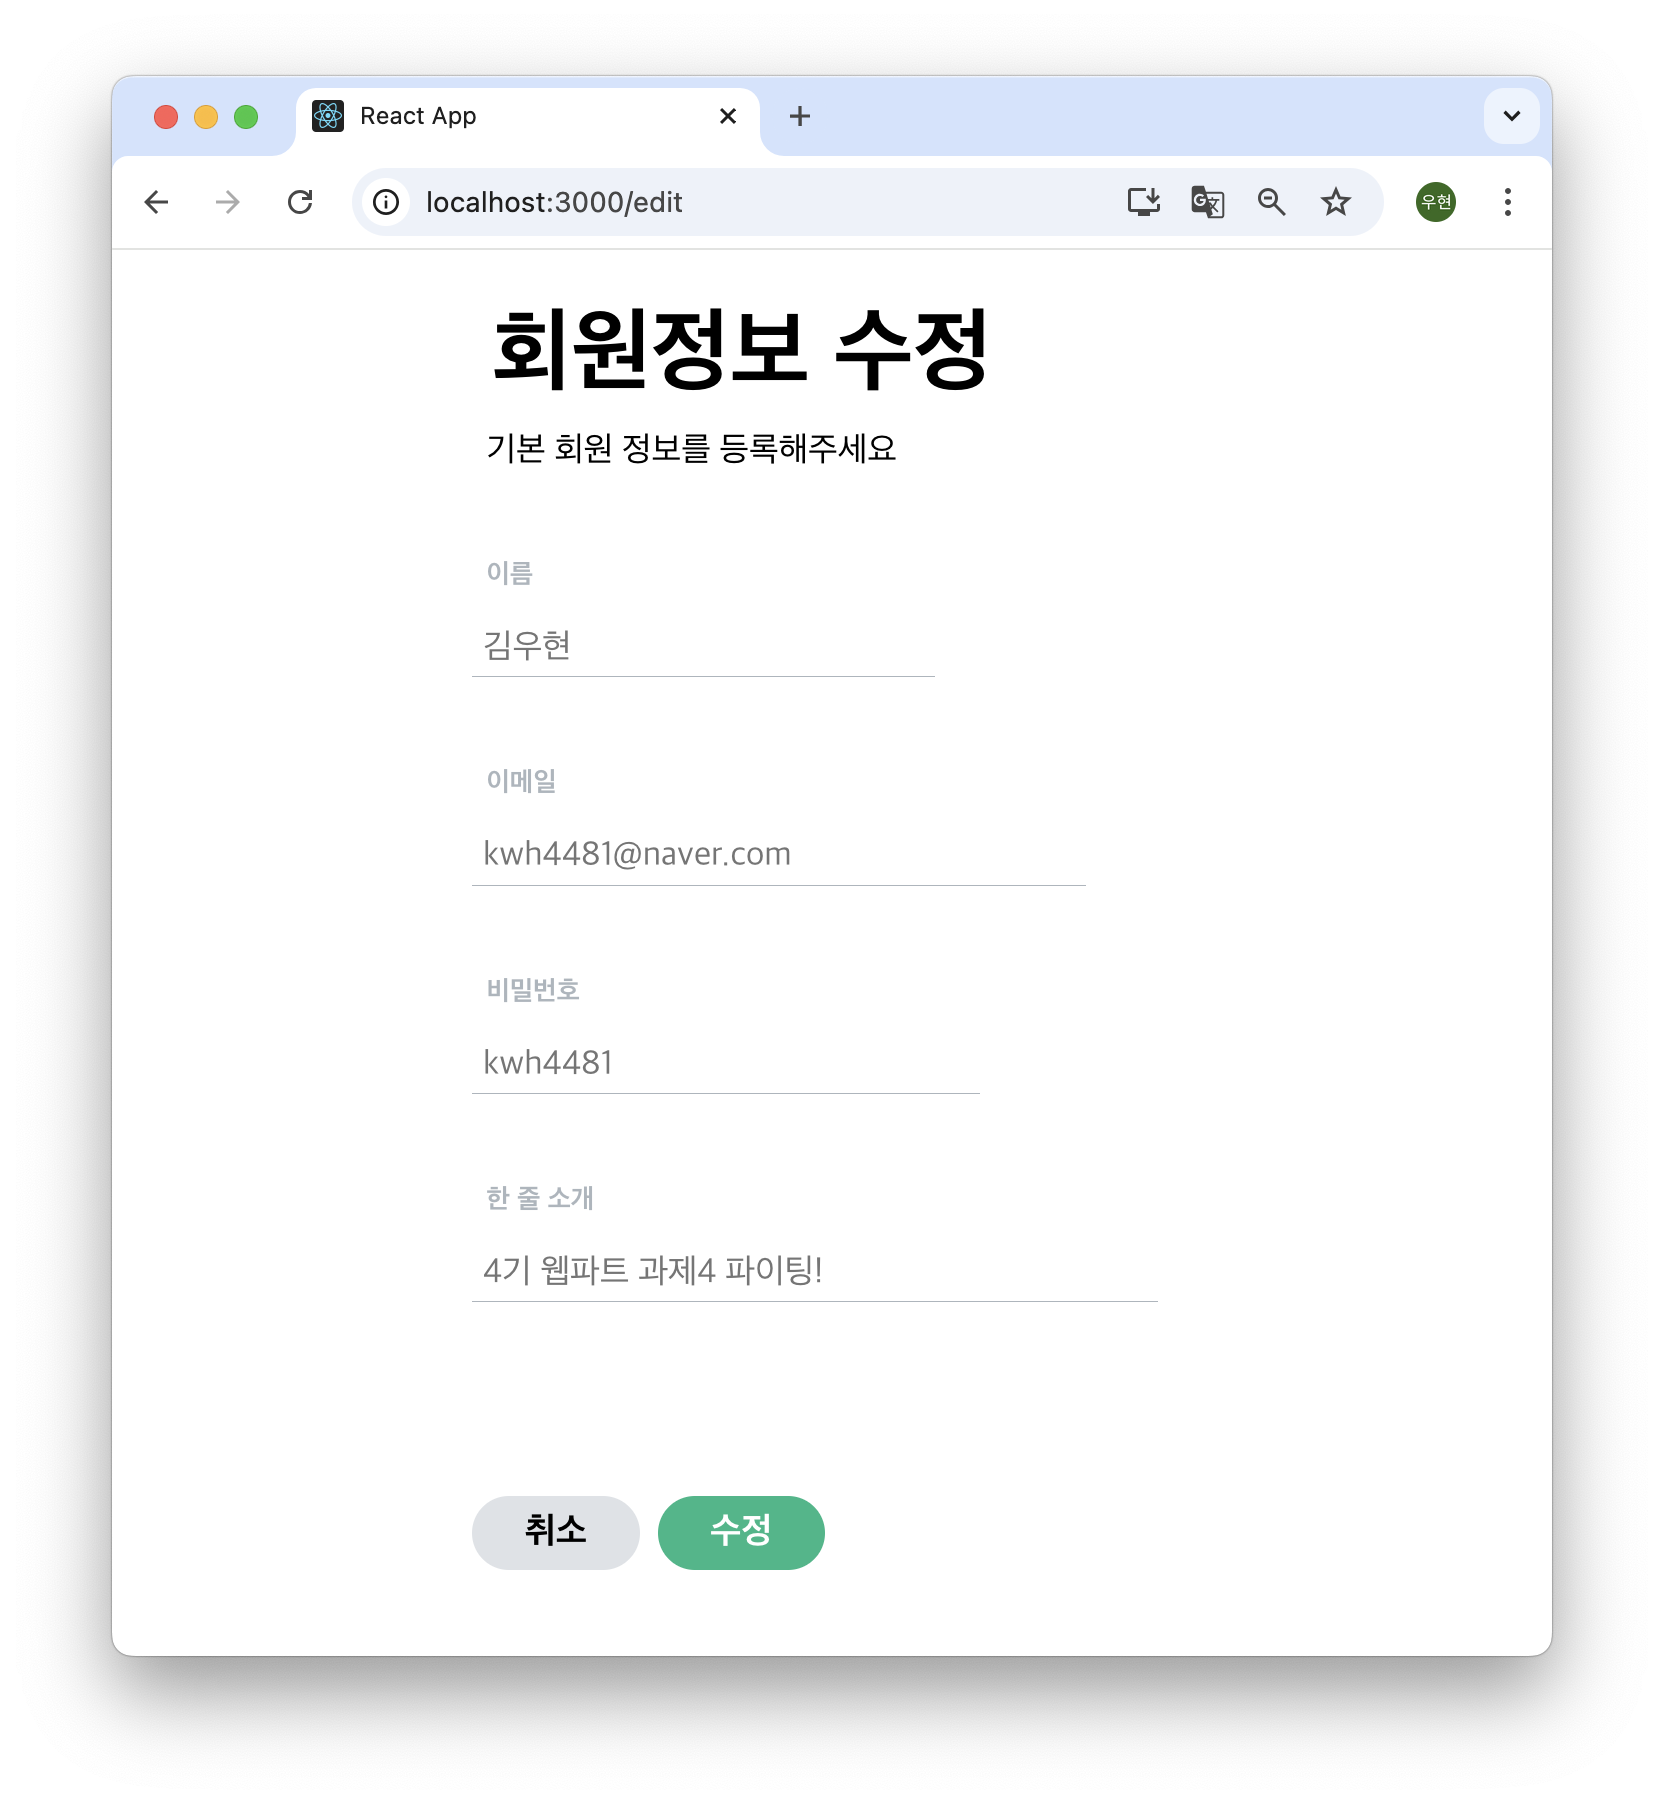 React App
localhost:3000/edit
우현
회원정보 수정
기본 회원 정보를 등록해주세요
이름
김우현
이메일
kwh4481@naver.com
비밀번호
kwh4481
한 줄 소개
4기 웹파트 과제4 파이팅!
취소 수정